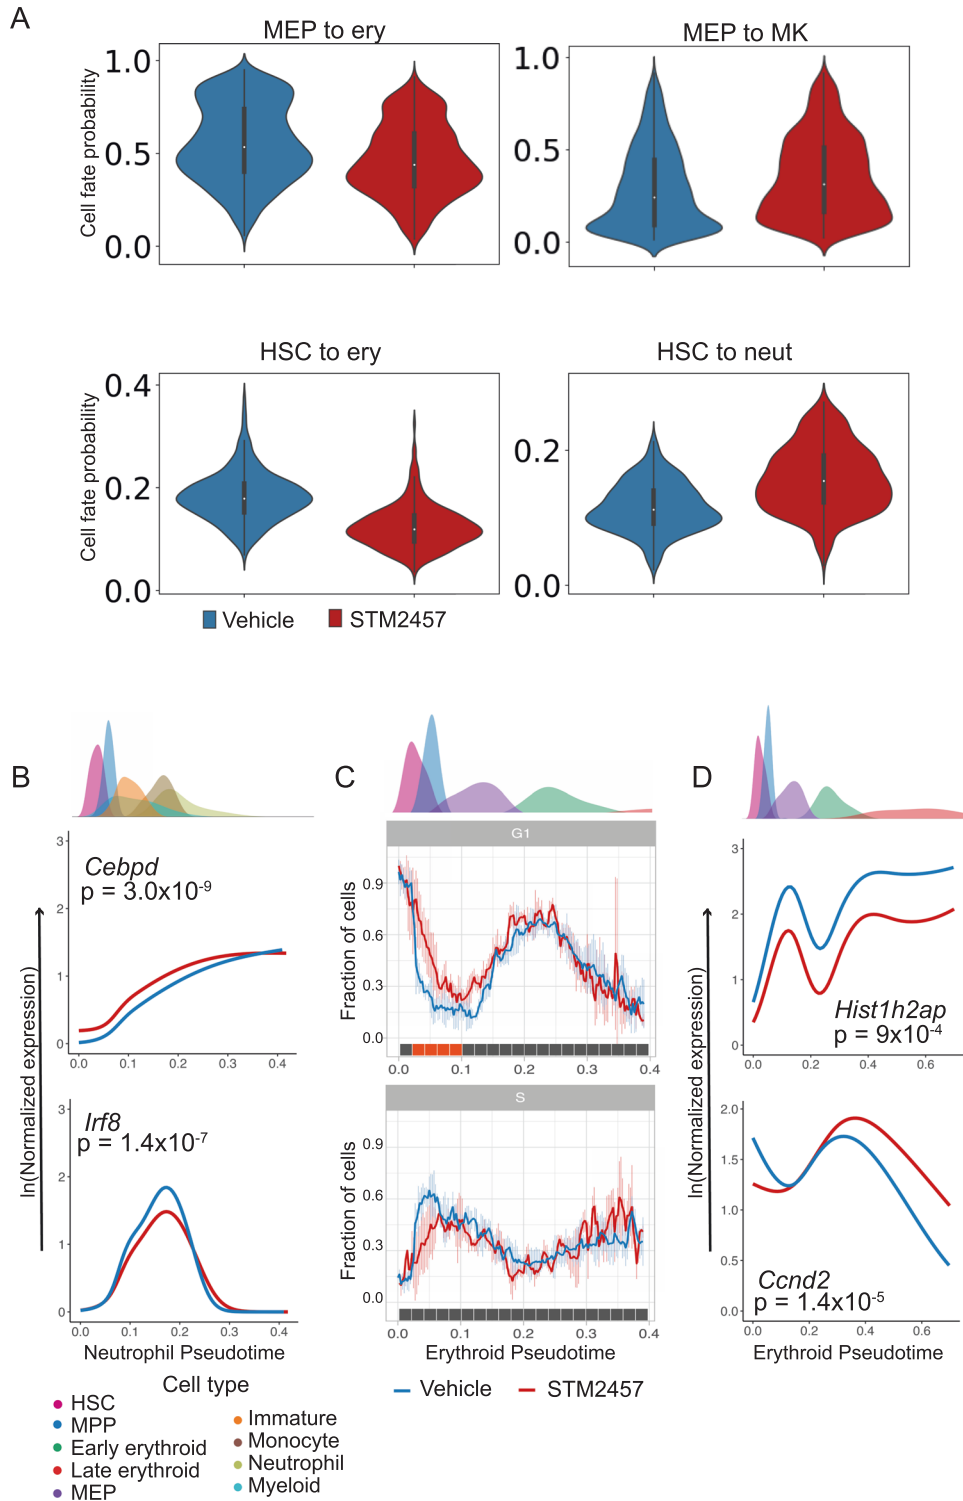 A
MEP to ery
MEP to MK
Cell fate probability
1.0
0.5
0.0
1.0
0.5
0.0
HSC to ery
HSC to neut
Cell fate probability
0.4
0.2
0.0
0.2
0.0
Vehicle
STM2457
B
C
D
Cebpd
p = 3.0x10-9
3
2
1
0
ln(Normalized expression)
Irf8
p = 1.4x10-7
3
2
1
0
0.0 0.1 0.2 0.3 0.4
Neutrophil Pseudotime
G1
Fraction of cells
0.9
0.6
0.3
0.0
0.0 0.1 0.2 0.3 0.4
S
Fraction of cells
0.9
0.6
0.3
0.0
0.0 0.1 0.2 0.3 0.4
Erythroid Pseudotime
Vehicle
STM2457
3
2
1
0
Hist1h2ap
p = 9x10-4
0.0 0.2 0.4 0.6
ln(Normalized expression)
2.0
1.5
1.0
0.5
0.0
Ccnd2
p = 1.4x10-5
0.0 0.2 0.4 0.6
Erythroid Pseudotime
Cell type
HSC
MPP
Early erythroid
Late erythroid
MEP
Immature
Monocyte
Neutrophil
Myeloid